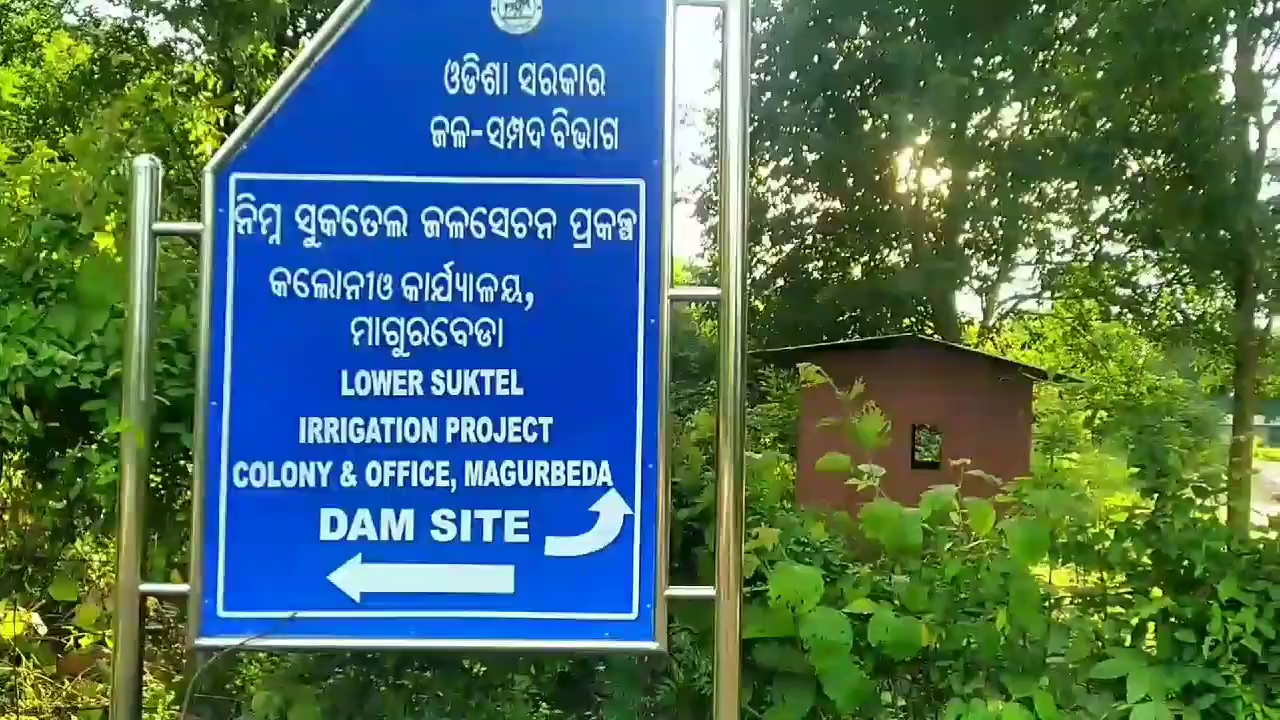 ଓଡିଶା ସରକାର
ଜଳ-ସମ୍ପଦ ବିଭାଗ
ନିମ୍ନ ସୁକତେଲ ଜଳସେଚନ ପ୍ରକଳ୍ପ
କଲୋନୀଓ କାର୍ଯ୍ୟାଳୟ,
ମାଗୁରବେଡା
LOWER SUKTEL
IRRIGATION PROJECT
COLONY & OFFICE, MAGURBEDA
DAM SITE